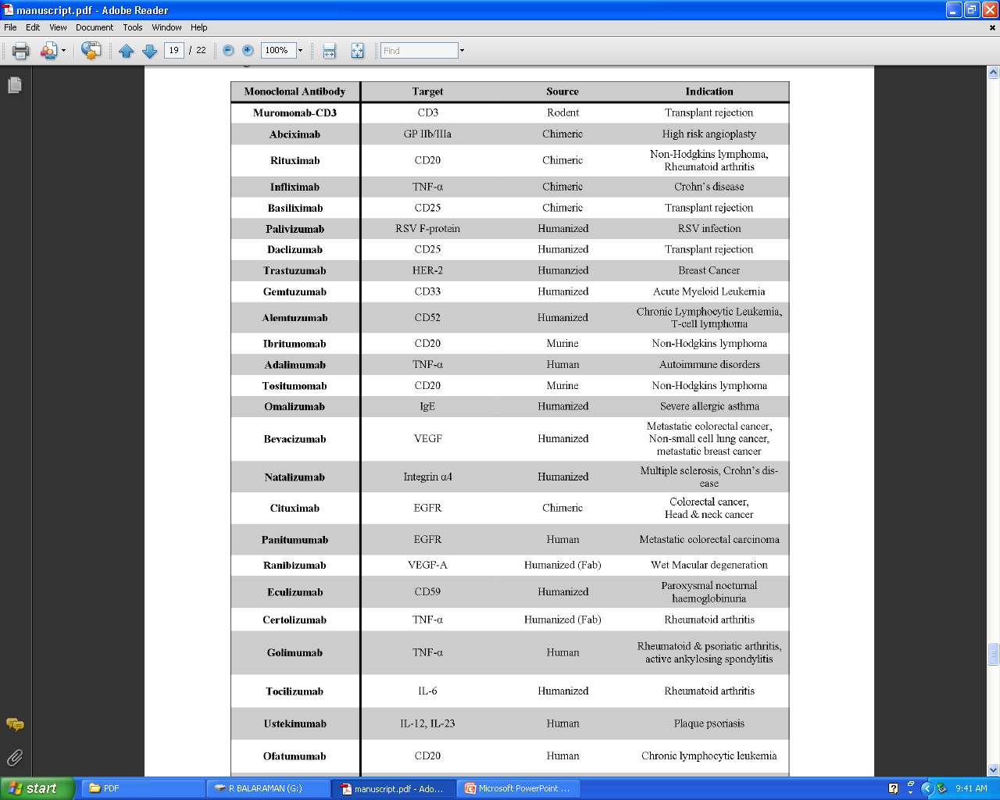 manuscript.pdf - Adobe Reader
File Edit View Document Tools Window Help
19 / 22 100% Find
Monoclonal Antibody Target Source Indication
Muromonab-CD3 CD3 Rodent Transplant rejection
Abciximab GP IIb/IIIa Chimeric High risk angioplasty
Rituximab CD20 Chimeric Non-Hodgkins lymphoma,
Rheumatoid arthritis
Infliximab TNF-α Chimeric Crohn's disease
Basiliximab CD25 Chimeric Transplant rejection
Palivizumab RSV F-protein Humanized RSV infection
Daclizumab CD25 Humanized Transplant rejection
Trastuzumab HER-2 Humanzied Breast Cancer
Gemtuzumab CD33 Humanized Acute Myeloid Leukemia
Alemtuzumab CD52 Humanized Chronic Lymphocytic Leukemia,
T-cell lymphoma
Ibritumomab CD20 Murine Non-Hodgkins lymphoma
Adalimumab TNF-α Human Autoimmune disorders
Tositumomab CD20 Murine Non-Hodgkins lymphoma
Omalizumab IgE Humanized Severe allergic asthma
Bevacizumab VEGF Humanized Metastatic colorectal cancer,
Non-small cell lung cancer,
metastatic breast cancer
Natalizumab Integrin α4 Humanized Multiple sclerosis, Crohn's dis-
ease
Cituximab EGFR Chimeric Colorectal cancer,
Head & neck cancer
Panitumumab EGFR Human Metastatic colorectal carcinoma
Ranibizumab VEGF-A Humanized (Fab) Wet Macular degeneration
Eculizumab CD59 Humanized Paroxysmal nocturnal
haemoglobinuria
Certolizumab TNF-α Humanized (Fab) Rheumatoid arthritis
Golimumab TNF-α Human Rheumatoid & psoriatic arthritis,
active ankylosing spondylitis
Tocilizumab IL-6 Humanized Rheumatoid arthritis
Ustekinumab IL-12, IL-23 Human Plaque psoriasis
Ofatumumab CD20 Human Chronic lymphocytic leukemia
start PDF R BALARAMAN (G:) manuscript.pdf - Ado... Microsoft PowerPoint ... 9:41 AM